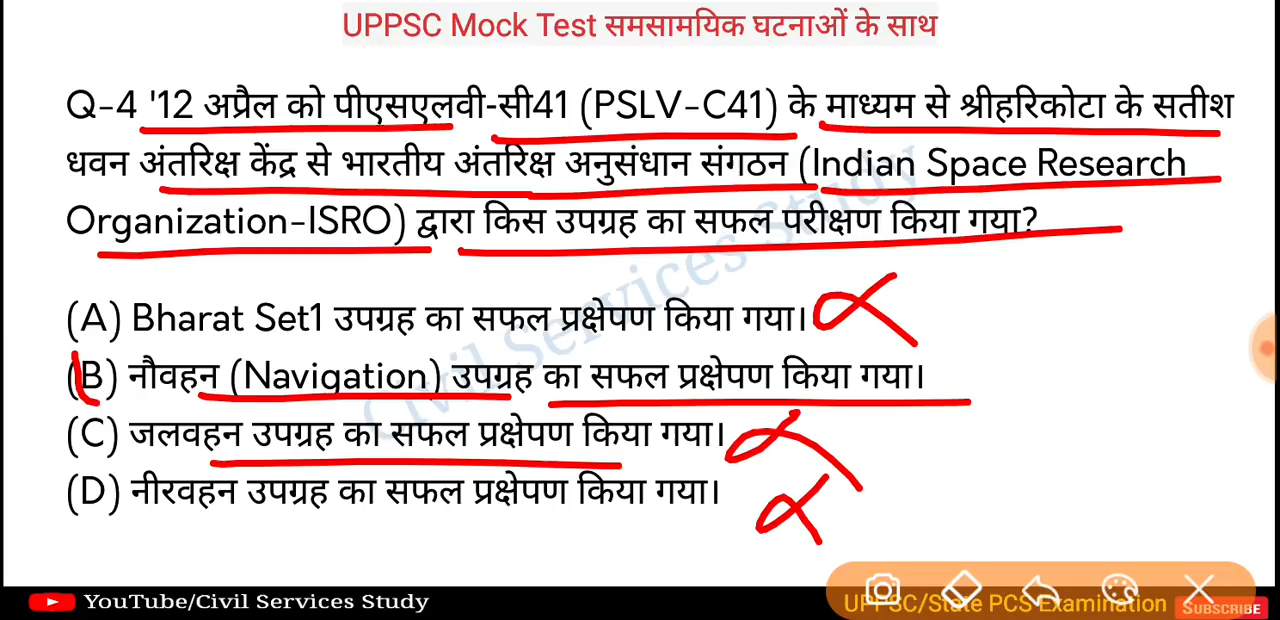 UPPSC Mock Test समसामयिक घटनाओं के साथ
Q-4 '12 अप्रैल को पीएसएलवी-सी41 (PSLV-C41) के माध्यम से श्रीहरिकोटा के सतीश
धवन अंतरिक्ष केंद्र से भारतीय अंतरिक्ष अनुसंधान संगठन (Indian Space Research
Organization-ISRO) द्वारा किस उपग्रह का सफल परीक्षण किया गया?
Civil Services Study
(A) Bharat Set1 उपग्रह का सफल प्रक्षेपण किया गया।
(B) नौवहन (Navigation) उपग्रह का सफल प्रक्षेपण किया गया।
(C) जलवहन उपग्रह का सफल प्रक्षेपण किया गया।
(D) नीरवहन उपग्रह का सफल प्रक्षेपण किया गया।
YouTube/Civil Services Study
UPPSC/State PCS Examination
SUBSCRIBE